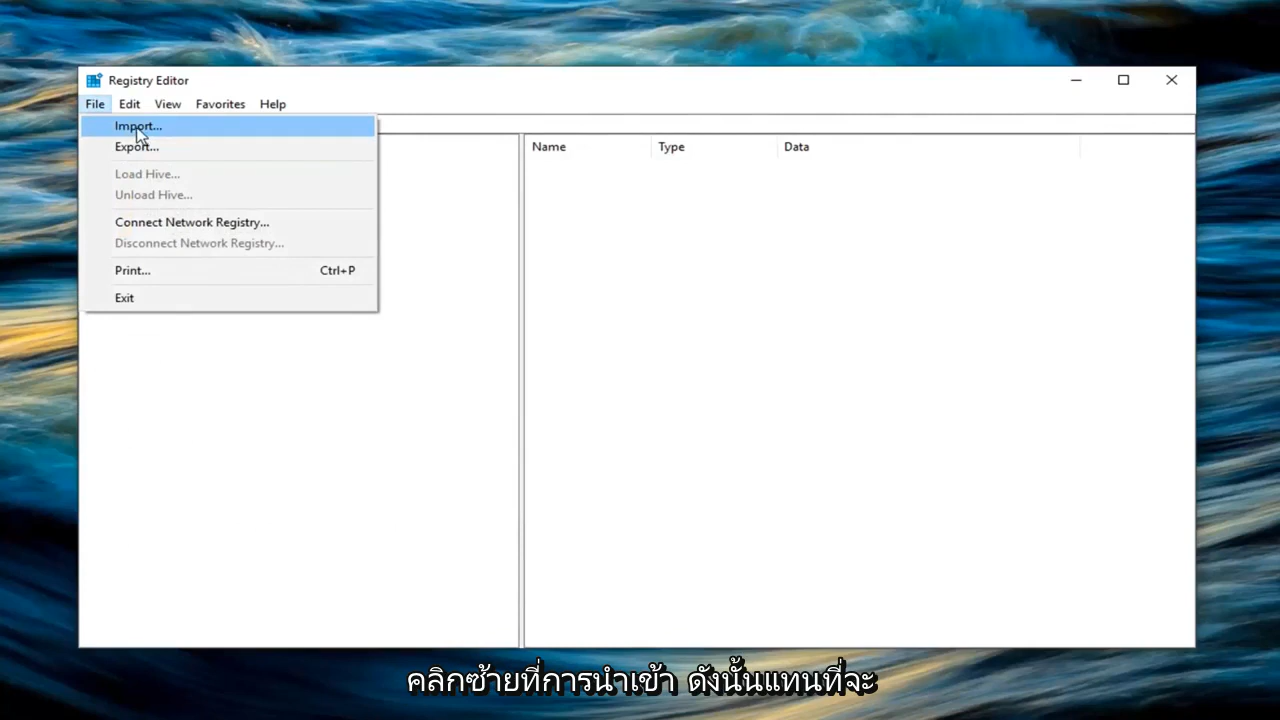 Registry Editor
File Edit View Favorites Help
Import...
Export...
Load Hive...
Unload Hive...
Connect Network Registry...
Disconnect Network Registry...
Print... Ctrl+P
Exit
Name Type Data
คลิกซ้ายที่การนำเข้า ดังนั้นแทนที่จะ